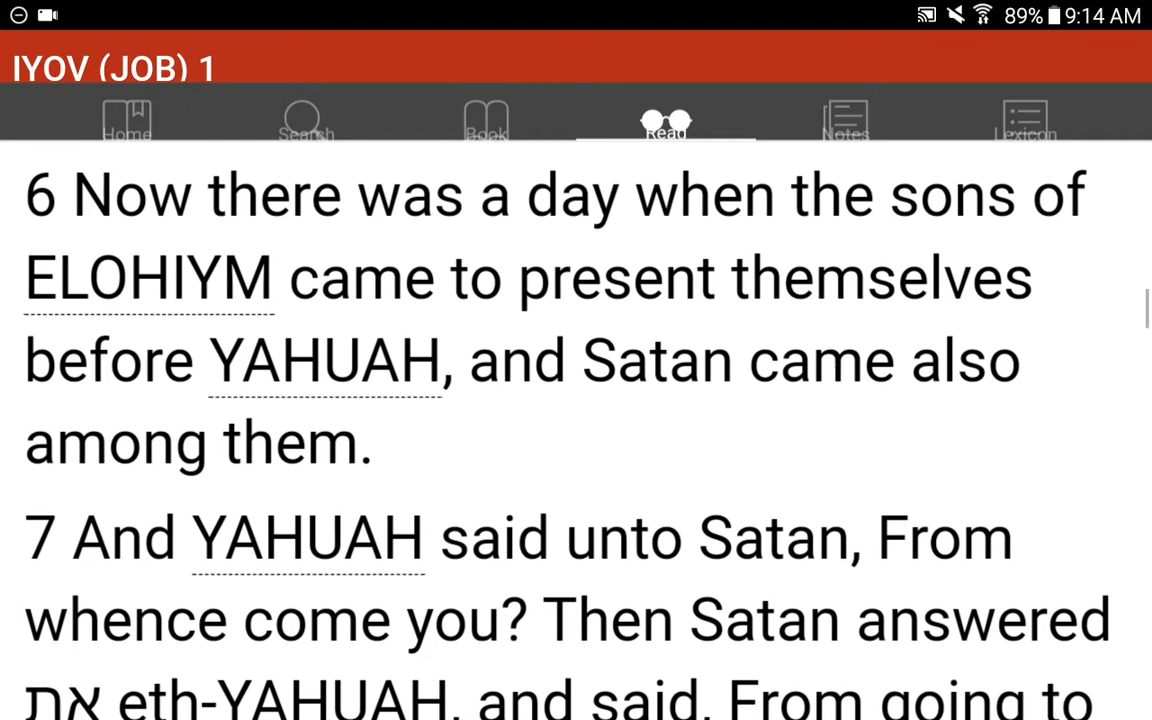 89% 9:14 AM
IYOV (JOB) 1
Home Search Book Read Notes Lexicon
6 Now there was a day when the sons of
ELOHIYM came to present themselves
before YAHUAH, and Satan came also
among them.
7 And YAHUAH said unto Satan, From
whence come you? Then Satan answered
את eth-YAHUAH, and said, From going to